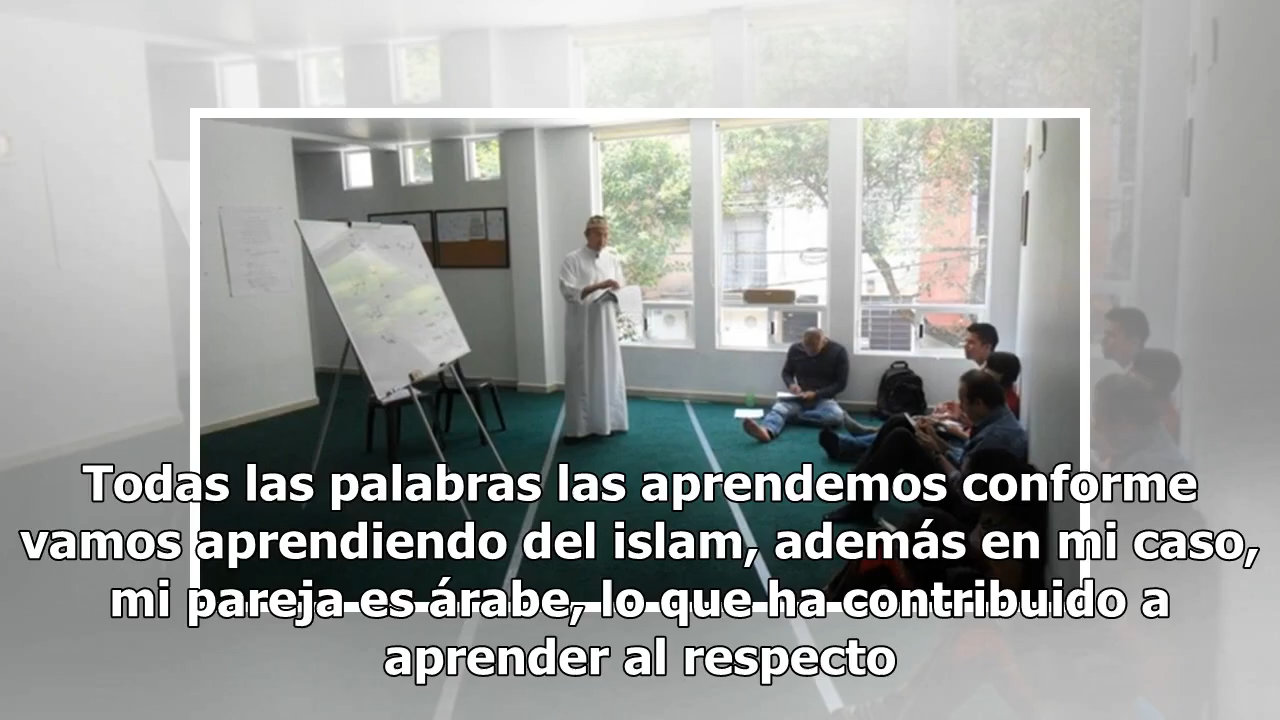 Todas las palabras las aprendemos conforme
vamos aprendiendo del islam, además en mi caso,
mi pareja es árabe, lo que ha contribuido a
aprender al respecto